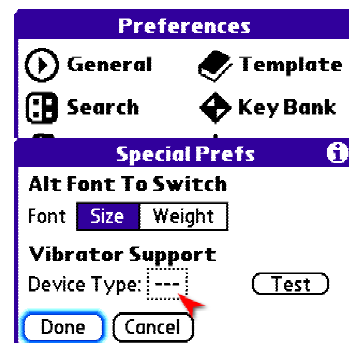 Preferences
General Template
Search Key Bank
Special Prefs i
Alt Font To Switch
Font Size Weight
Vibrator Support
Device Type: --- Test
Done Cancel